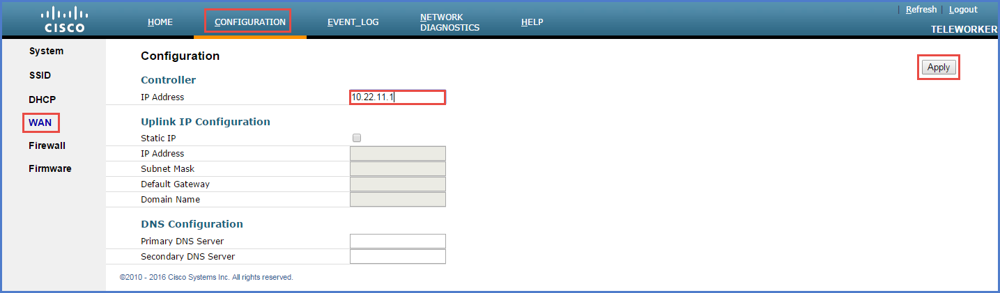 Refresh | Logout
CISCO
HOME
CONFIGURATION
EVENT_LOG
NETWORK
DIAGNOSTICS
HELP
TELEWORKER
System
SSID
DHCP
WAN
Firewall
Firmware
Configuration
Apply
Controller
IP Address 10.22.11.1
Uplink IP Configuration
Static IP
IP Address
Subnet Mask
Default Gateway
Domain Name
DNS Configuration
Primary DNS Server
Secondary DNS Server
©2010 - 2016 Cisco Systems Inc. All rights reserved.